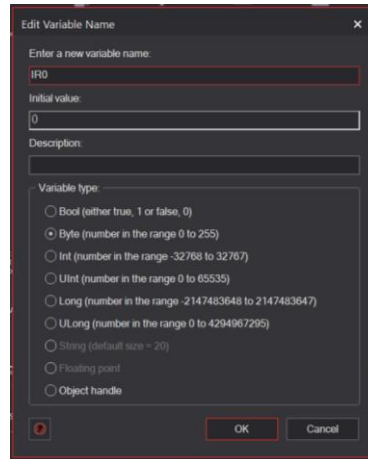 Edit Variable Name
Enter a new variable name:
IR0
Initial value:
0
Description:
Variable type:
Bool (either true, 1 or false, 0)
Byte (number in the range 0 to 255)
Int (number in the range -32768 to 32767)
UInt (number in the range 0 to 65535)
Long (number in the range -2147483648 to 2147483647)
ULong (number in the range 0 to 4294967295)
String (default size = 20)
Floating point
Object handle
OK Cancel